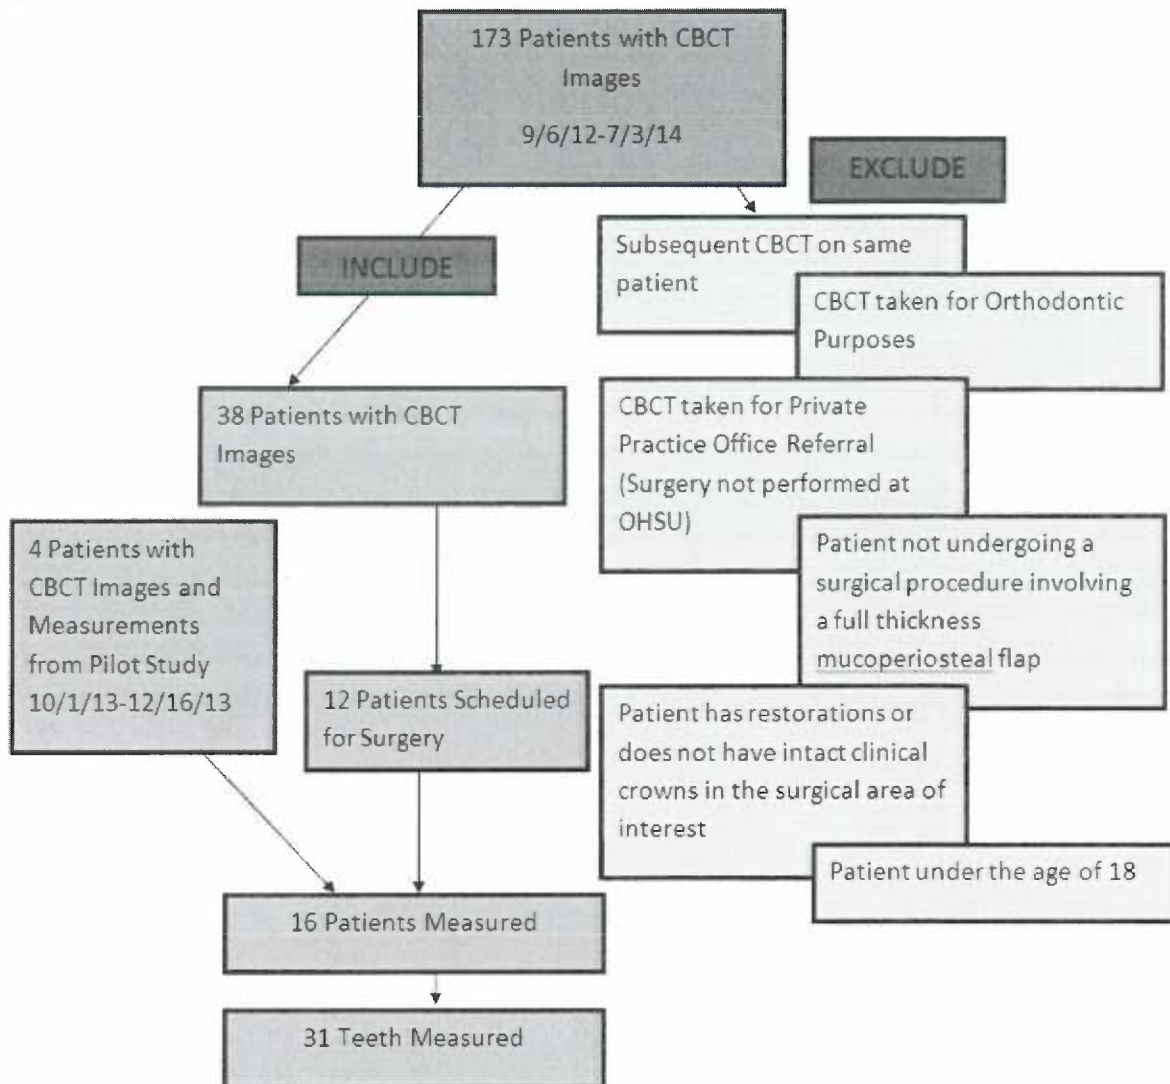 173 Patients with CBCT
Images
9/6/12-7/3/14
EXCLUDE
INCLUDE
Subsequent CBCT on same
patient
CBCT taken for Orthodontic
Purposes
38 Patients with CBCT
Images
CBCT taken for Private
Practice Office Referral
(Surgery not performed at
OHSU)
4 Patients with
CBCT Images and
Measurements
from Pilot Study
10/1/13-12/16/13
Patient not undergoing a
surgical procedure involving
a full thickness
mucoperiosteal flap
12 Patients Scheduled
for Surgery
Patient has restorations or
does not have intact clinical
crowns in the surgical area of
interest
Patient under the age of 18
16 Patients Measured
31 Teeth Measured